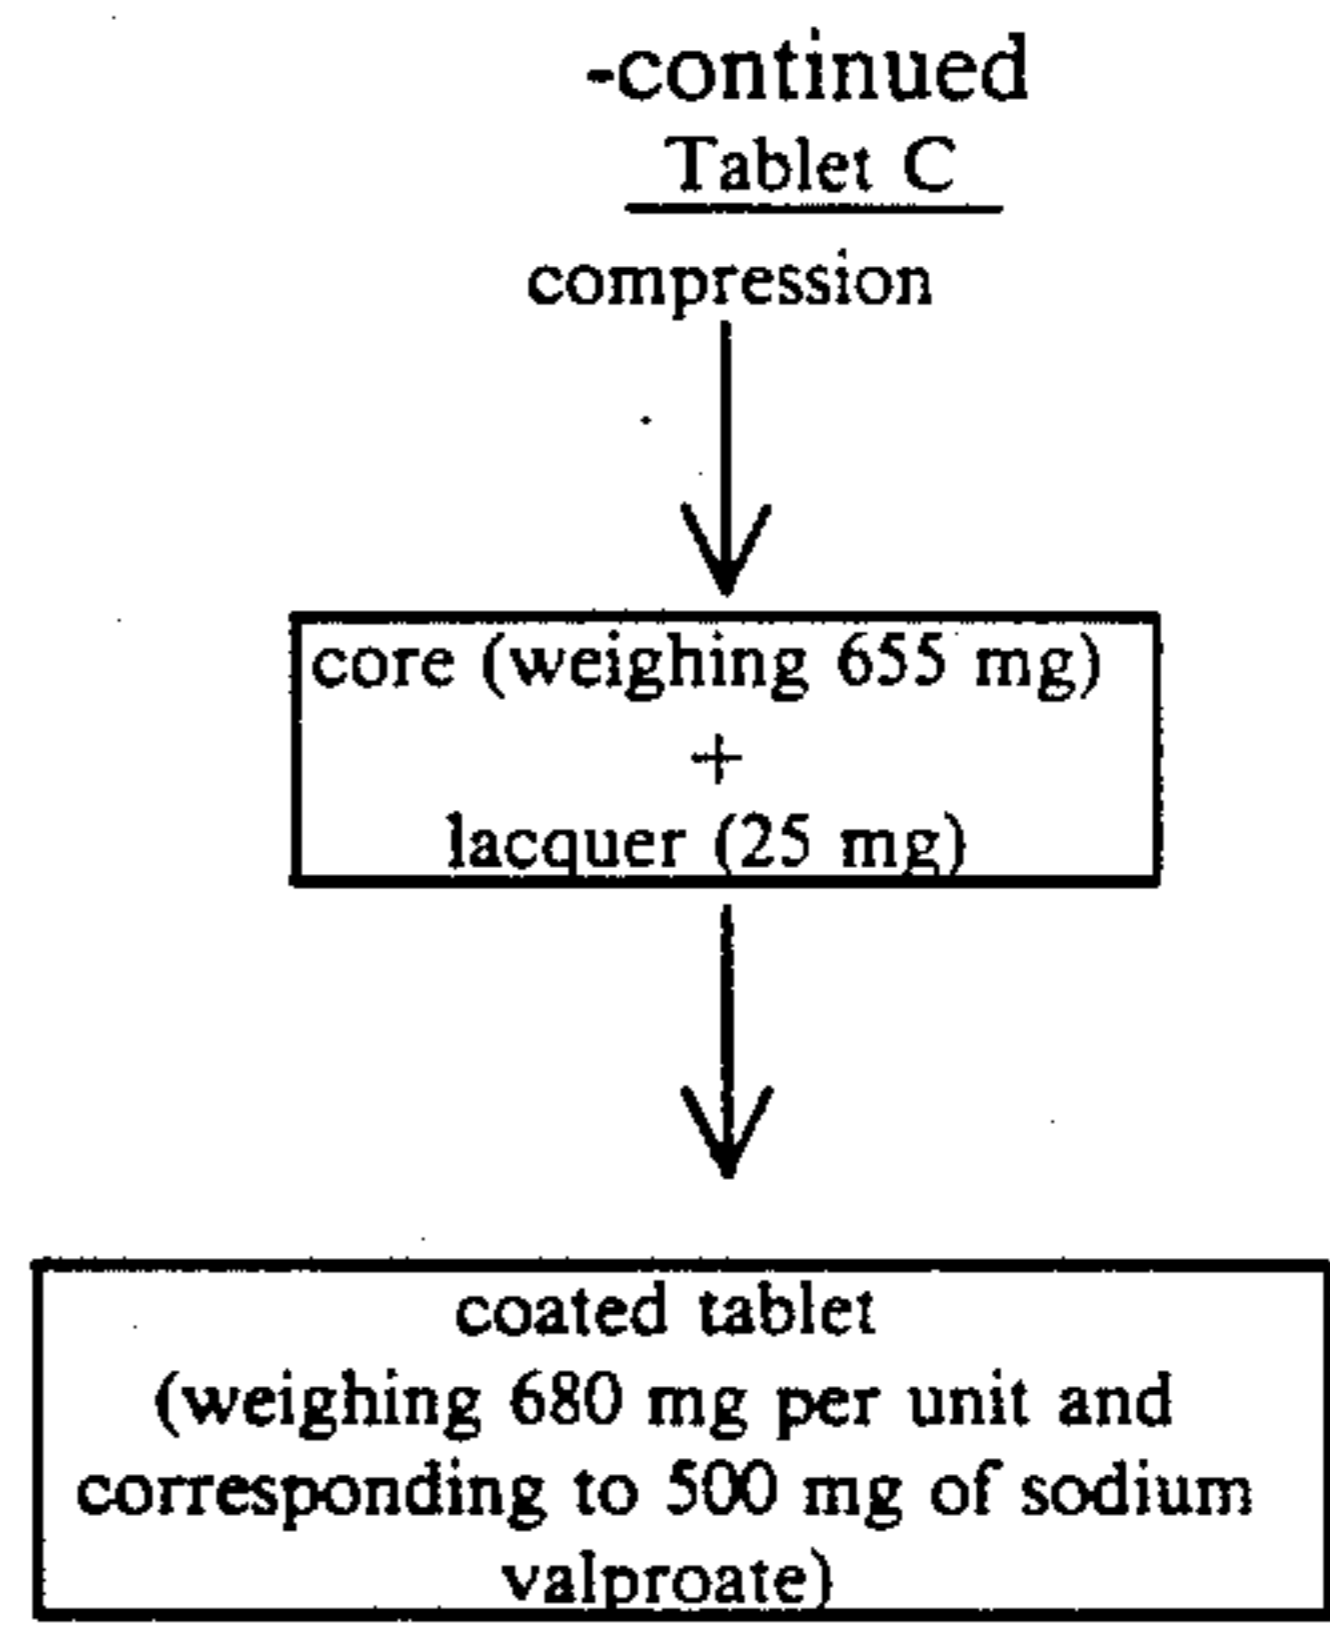 -continued
Tablet C
compression
core (weighing 655 mg)
+
lacquer (25 mg)
coated tablet
(weighing 680 mg per unit and
corresponding to 500 mg of sodium
valproate)